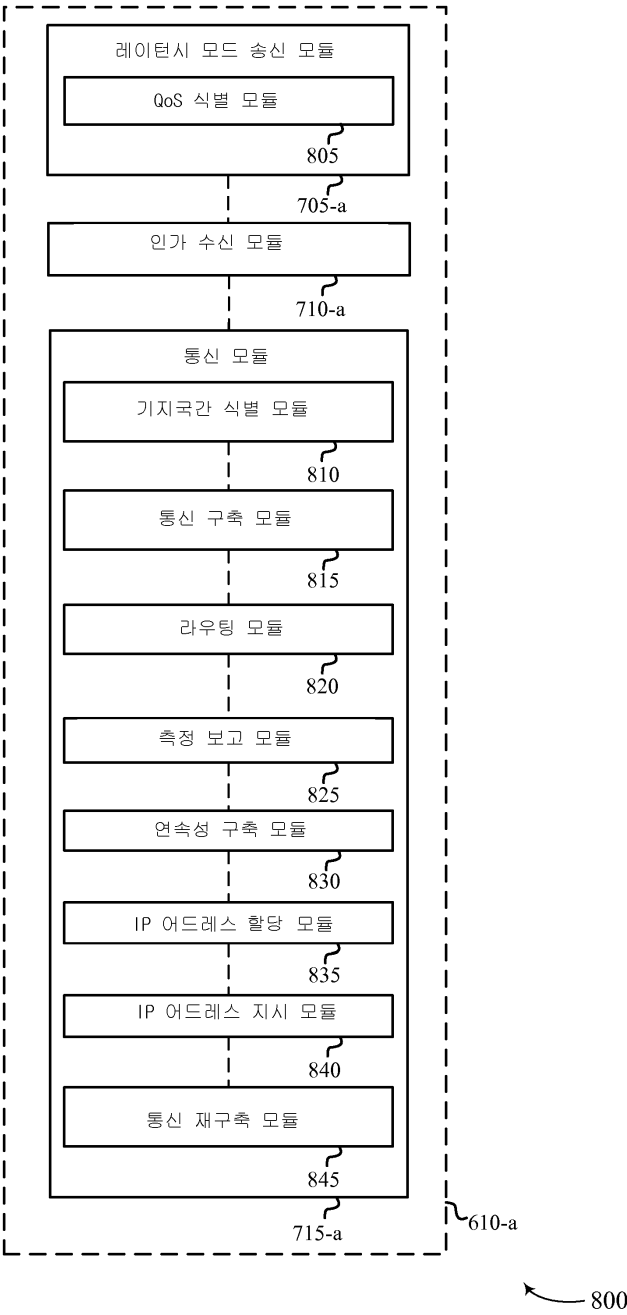 레이턴시 모드 송신 모듈
QoS 식별 모듈
805
705-a
인가 수신 모듈
710-a
통신 모듈
기지국간 식별 모듈
810
통신 구축 모듈
815
라우팅 모듈
820
측정 보고 모듈
825
연속성 구축 모듈
830
IP 어드레스 할당 모듈
835
IP 어드레스 지시 모듈
840
통신 재구축 모듈
845
715-a
610-a
800